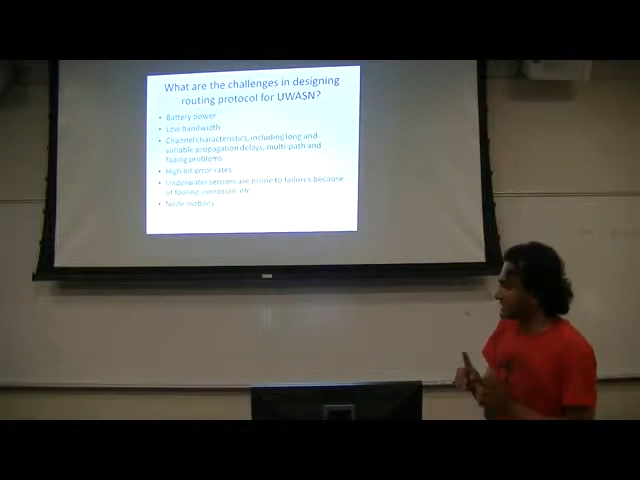 What are the challenges in designing
routing protocol for UWASN?
• Battery power
• Low bandwidth
• Channel characteristics, including long and
variable propagation delays, multi-path and
fading problems
• High bit error rates
• Underwater sensors are prone to failures because
of fouling, corrosion, etc
• Node mobility